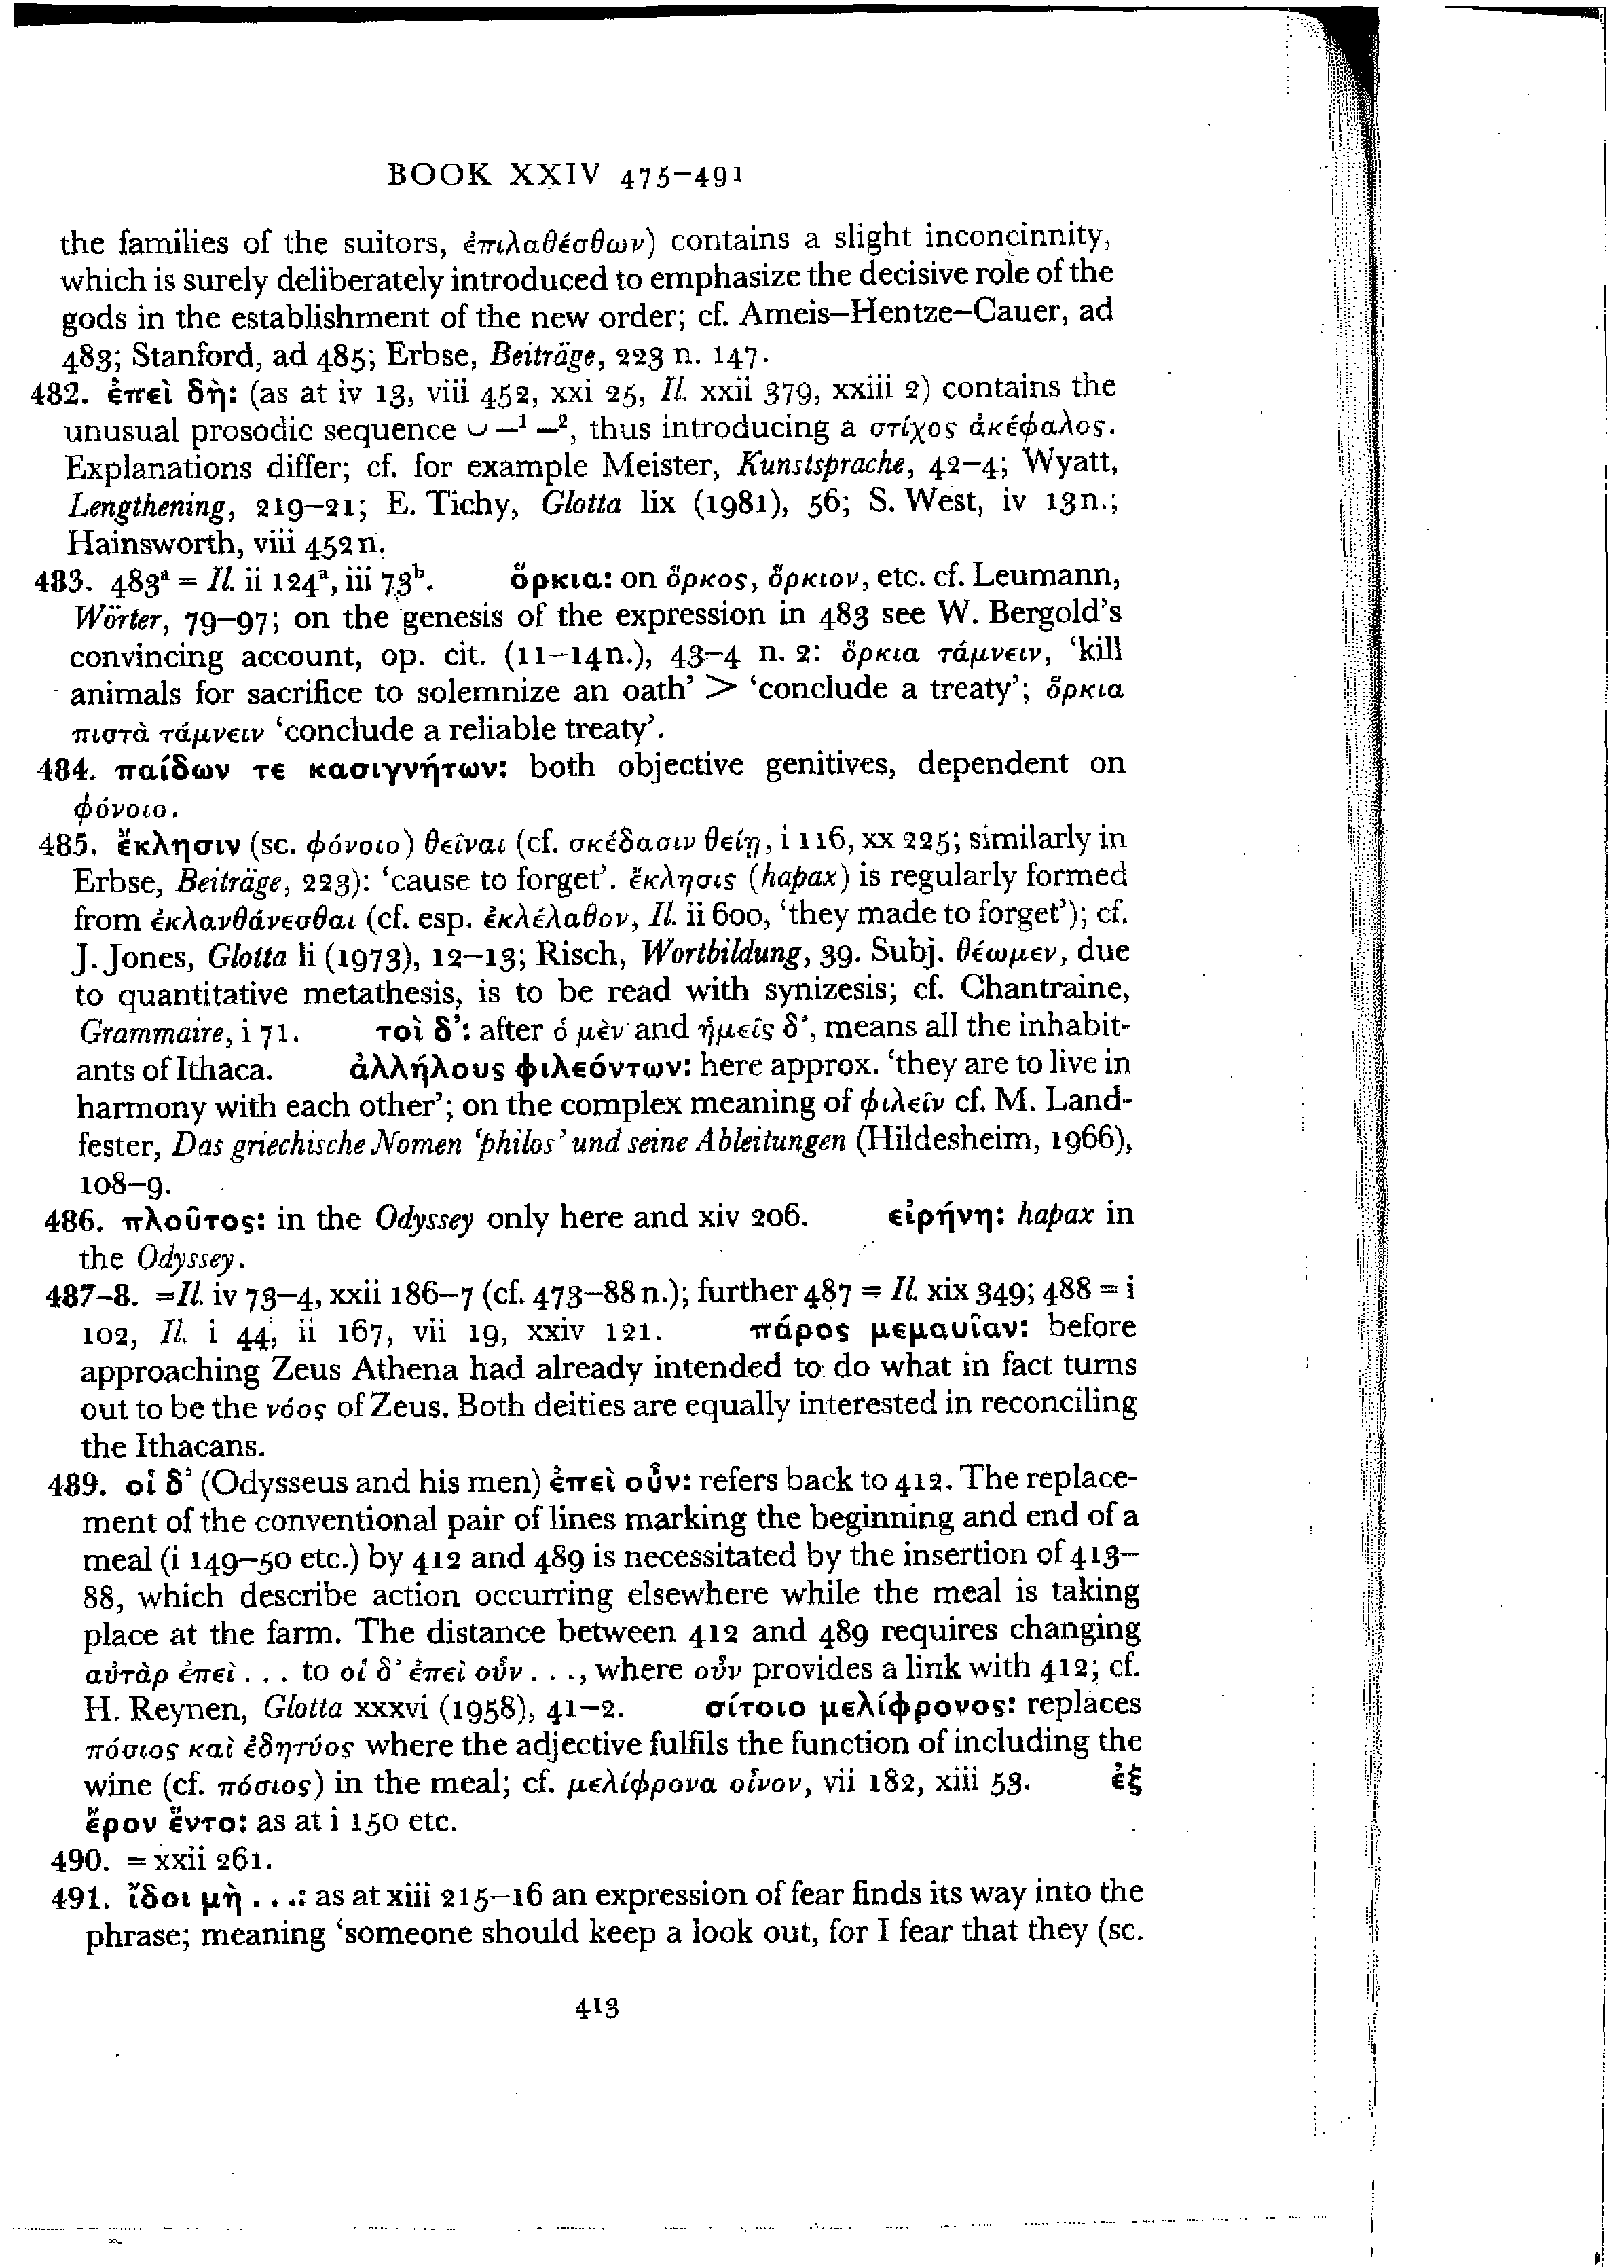 BOOK XXIV 475–491
the families of the suitors, ἐπιλαθέσθων) contains a slight inconcinnity,
which is surely deliberately introduced to emphasize the decisive role of the
gods in the establishment of the new order; cf. Ameis–Hentze–Cauer, ad
483; Stanford, ad 485; Erbse, Beiträge, 223 n. 147.
482. ἐπεὶ δὴ: (as at iv 13, viii 452, xxi 25, Il. xxii 379, xxiii 2) contains the
unusual prosodic sequence ⏑ –¹ –², thus introducing a στίχος ἀκέφαλος.
Explanations differ; cf. for example Meister, Kunstsprache, 42–4; Wyatt,
Lengthening, 219–21; E. Tichy, Glotta lix (1981), 56; S. West, iv 13n.;
Hainsworth, viii 452n.
483. 483ᵃ = Il. ii 124ᵃ, iii 73ᵇ. ὅρκια: on ὅρκος, ὅρκιον, etc. cf. Leumann,
Wörter, 79–97; on the genesis of the expression in 483 see W. Bergold's
convincing account, op. cit. (11–14n.), 43–4 n. 2: ὅρκια τάμνειν, ‘kill
animals for sacrifice to solemnize an oath’ > ‘conclude a treaty’; ὅρκια
πιστὰ τάμνειν ‘conclude a reliable treaty’.
484. παίδων τε κασιγνήτων: both objective genitives, dependent on
φόνοιο.
485. ἔκλησιν (sc. φόνοιο) θεῖναι (cf. σκέδασιν θείῃ, i 116, xx 225; similarly in
Erbse, Beiträge, 223): ‘cause to forget’. ἔκλησις (hapax) is regularly formed
from ἐκλανθάνεσθαι (cf. esp. ἐκλέλαθον, Il. ii 600, ‘they made to forget’); cf.
J. Jones, Glotta li (1973), 12–13; Risch, Wortbildung, 39. Subj. θέωμεν, due
to quantitative metathesis, is to be read with synizesis; cf. Chantraine,
Grammaire, i 71. τοὶ δ’: after ὁ μὲν and ἡμεῖς δ’, means all the inhabit-
ants of Ithaca. ἀλλήλους φιλεόντων: here approx. ‘they are to live in
harmony with each other’; on the complex meaning of φιλεῖν cf. M. Land-
fester, Das griechische Nomen ‘philos’ und seine Ableitungen (Hildesheim, 1966),
108–9.
486. πλοῦτος: in the Odyssey only here and xiv 206. εἰρήνη: hapax in
the Odyssey.
487–8. =Il. iv 73–4, xxii 186–7 (cf. 473–88n.); further 487 = Il. xix 349; 488 = i
102, Il. i 44, ii 167, vii 19, xxiv 121. πάρος μεμαυῖαν: before
approaching Zeus Athena had already intended to do what in fact turns
out to be the νόος of Zeus. Both deities are equally interested in reconciling
the Ithacans.
489. οἱ δ’ (Odysseus and his men) ἐπεὶ οὖν: refers back to 412. The replace-
ment of the conventional pair of lines marking the beginning and end of a
meal (i 149–50 etc.) by 412 and 489 is necessitated by the insertion of 413–
88, which describe action occurring elsewhere while the meal is taking
place at the farm. The distance between 412 and 489 requires changing
αὐτὰρ ἐπεὶ . . . to οἱ δ’ ἐπεὶ οὖν . . ., where οὖν provides a link with 412; cf.
H. Reynen, Glotta xxxvi (1958), 41–2. σίτοιο μελίφρονος: replaces
πόσιος καὶ ἐδητύος where the adjective fulfils the function of including the
wine (cf. πόσιος) in the meal; cf. μελίφρονα οἶνον, vii 182, xiii 53. ἐξ
ἔρον ἕντο: as at i 150 etc.
490. = xxii 261.
491. ἴδοι μὴ . . .: as at xiii 215–16 an expression of fear finds its way into the
phrase; meaning ‘someone should keep a look out, for I fear that they (sc.
413